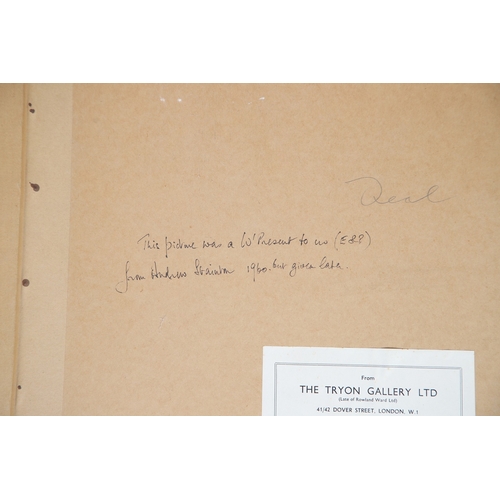 Deal
This picture was a W' Present to us (E&P)
from Andrew Stainton 1960. but given later.
From
THE TRYON GALLERY LTD
(Late of Rowland Ward Ltd)
41/42 DOVER STREET, LONDON, W.1